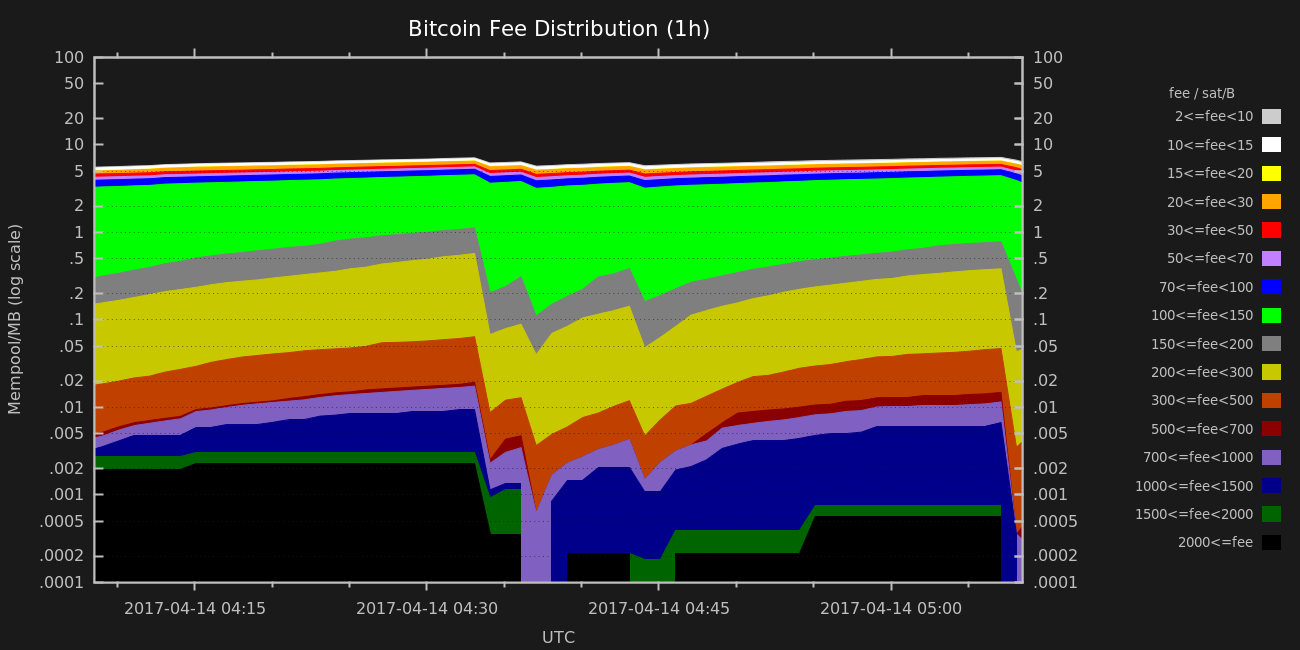 Bitcoin Fee Distribution (1h)
100 100
50 50
20 20
10 10
5 5
2 2
1 1
.5 .5
.2 .2
.1 .1
.05 .05
.02 .02
.01 .01
.005 .005
.002 .002
.001 .001
.0005 .0005
.0002 .0002
.0001 .0001
Mempool/MB (log scale)
2017-04-14 04:15 2017-04-14 04:30 2017-04-14 04:45 2017-04-14 05:00
UTC
fee / sat/B
2<=fee<10
10<=fee<15
15<=fee<20
20<=fee<30
30<=fee<50
50<=fee<70
70<=fee<100
100<=fee<150
150<=fee<200
200<=fee<300
300<=fee<500
500<=fee<700
700<=fee<1000
1000<=fee<1500
1500<=fee<2000
2000<=fee